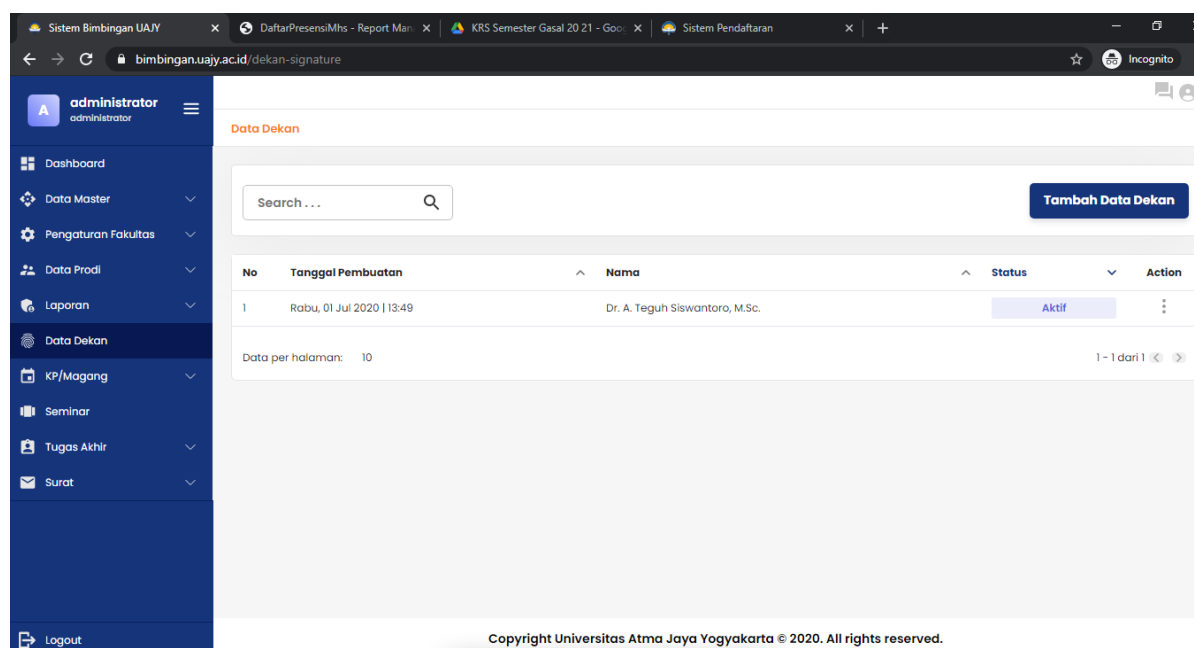 Sistem Bimbingan UAJY
DaftarPresensiMhs - Report Man
KRS Semester Gasal 20 21 - Goog
Sistem Pendaftaran
bimbingan.uajy.ac.id/dekan-signature
Incognito
A
administrator
administrator
Data Dekan
Dashboard
Data Master
Pengaturan Fakultas
Data Prodi
Laporan
Data Dekan
KP/Magang
Seminar
Tugas Akhir
Surat
Logout
Search . . .
Tambah Data Dekan
No Tanggal Pembuatan Nama Status Action
1 Rabu, 01 Jul 2020 | 13:49 Dr. A. Teguh Siswantoro, M.Sc. Aktif
Data per halaman: 10 1 - 1 dari 1
Copyright Universitas Atma Jaya Yogyakarta © 2020. All rights reserved.